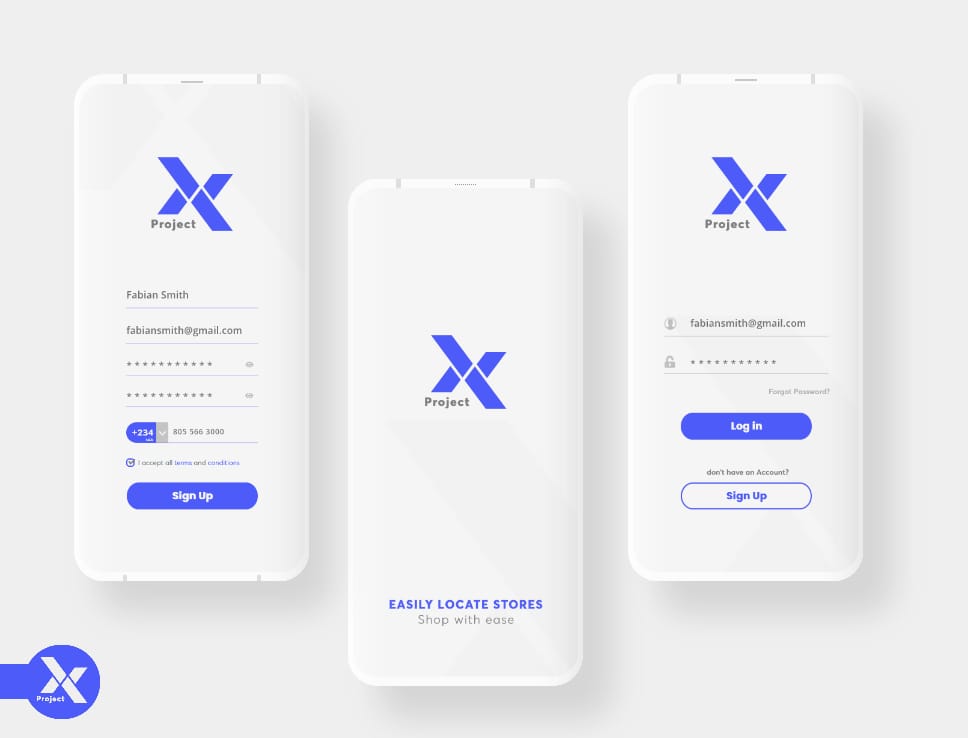 Project
Fabian Smith
fabiansmith@gmail.com
***********
***********
+234
805 566 3000
I accept all terms and conditions
Sign Up
Project
EASILY LOCATE STORES
Shop with ease
Project
fabiansmith@gmail.com
***********
Forgot Possword?
Log in
don't have an Account?
Sign Up
Project